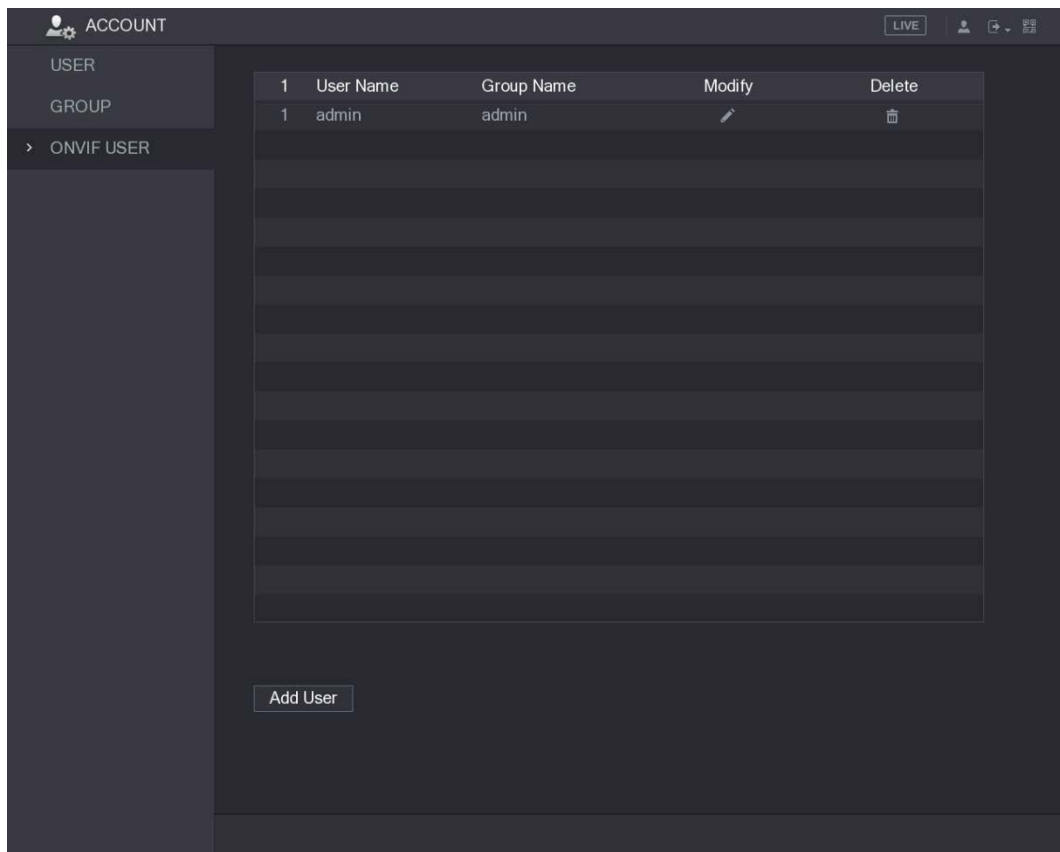 ACCOUNT
LIVE
USER
GROUP
ONVIF USER
1 User Name Group Name Modify Delete
1 admin admin
Add User